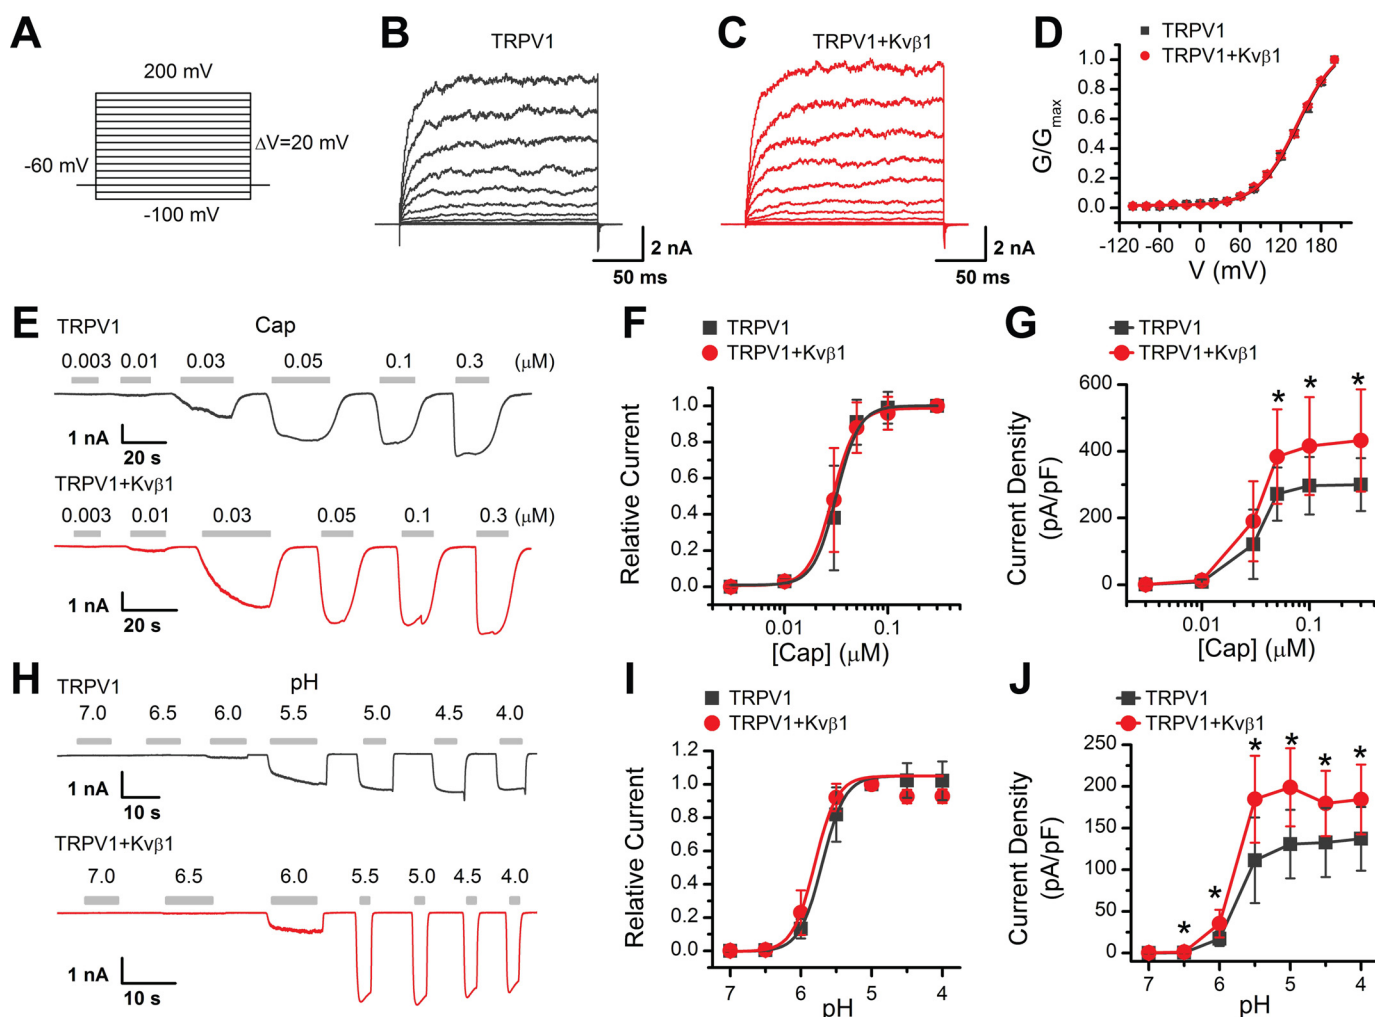 A
200 mV
-60 mV
ΔV=20 mV
-100 mV
B
TRPV1
2 nA
50 ms
C
TRPV1+Kvβ1
2 nA
50 ms
D
TRPV1
TRPV1+Kvβ1
G/Gmax
1.0
0.8
0.6
0.4
0.2
0.0
-120 -60 0 60 120 180
V (mV)
E
TRPV1
Cap
0.003 0.01 0.03 0.05 0.1 0.3 (μM)
1 nA
20 s
TRPV1+Kvβ1
0.003 0.01 0.03 0.05 0.1 0.3 (μM)
1 nA
20 s
F
TRPV1
TRPV1+Kvβ1
Relative Current
1.0
0.8
0.6
0.4
0.2
0.0
0.01 0.1
[Cap] (μM)
G
TRPV1
TRPV1+Kvβ1
Current Density
(pA/pF)
600
400
200
0
* * *
0.01 0.1
[Cap] (μM)
H
TRPV1
pH
7.0 6.5 6.0 5.5 5.0 4.5 4.0
1 nA
10 s
TRPV1+Kvβ1
7.0 6.5 6.0 5.5 5.0 4.5 4.0
1 nA
10 s
I
TRPV1
TRPV1+Kvβ1
Relative Current
1.2
1.0
0.8
0.6
0.4
0.2
0.0
7 6 5 4
pH
J
TRPV1
TRPV1+Kvβ1
Current Density
(pA/pF)
250
200
150
100
50
0
* * * * * *
7 6 5 4
pH